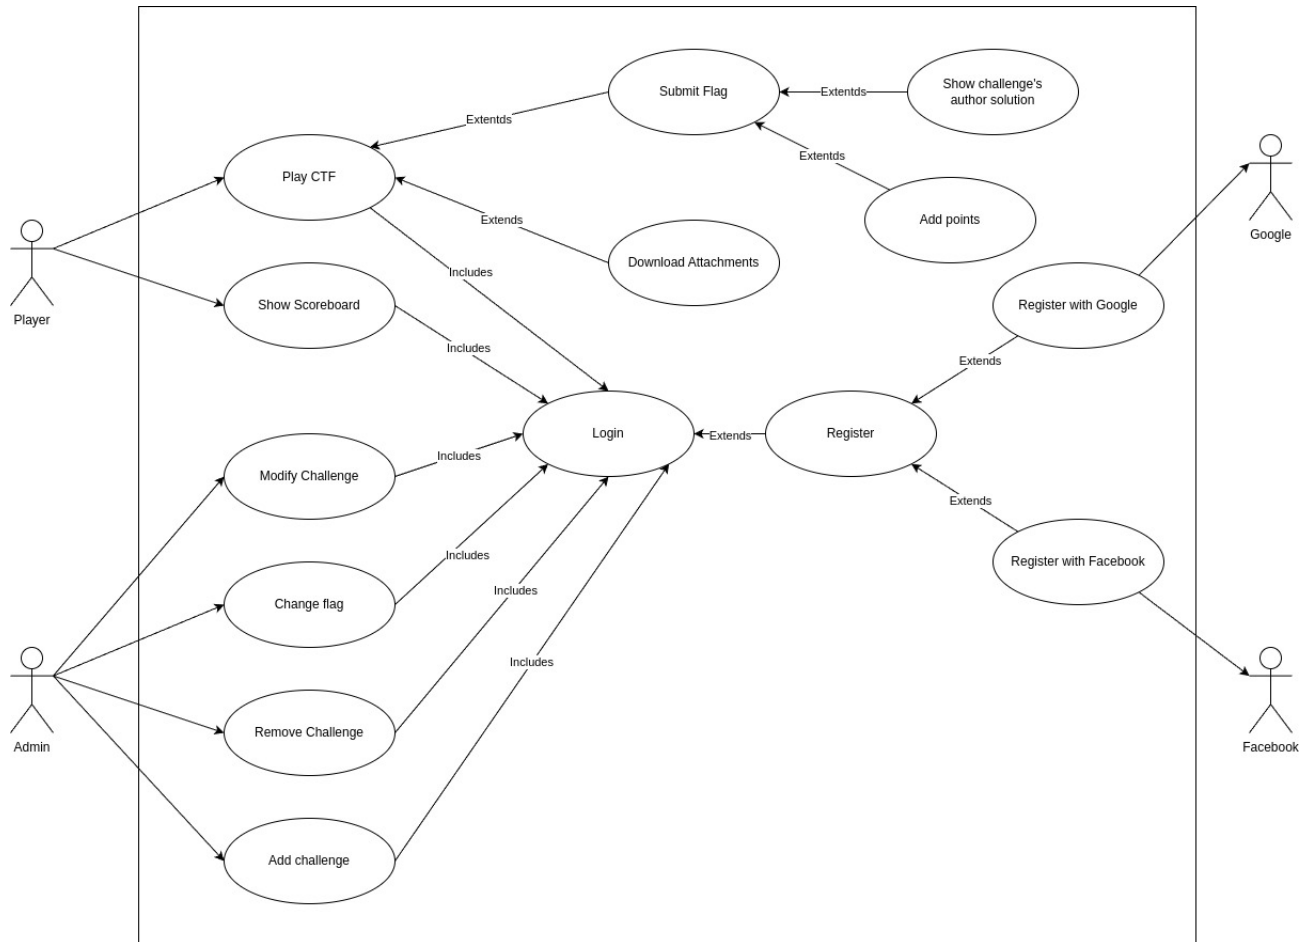 Submit Flag
Extentds
Show challenge's
author solution
Extentds
Play CTF
Extentds
Add points
Extends
Download Attachments
Player
Google
Includes
Show Scoreboard
Register with Google
Includes
Extends
Login
Extends
Register
Modify Challenge
Includes
Extends
Register with Facebook
Change flag
Includes
Includes
Includes
Remove Challenge
Admin
Facebook
Add challenge